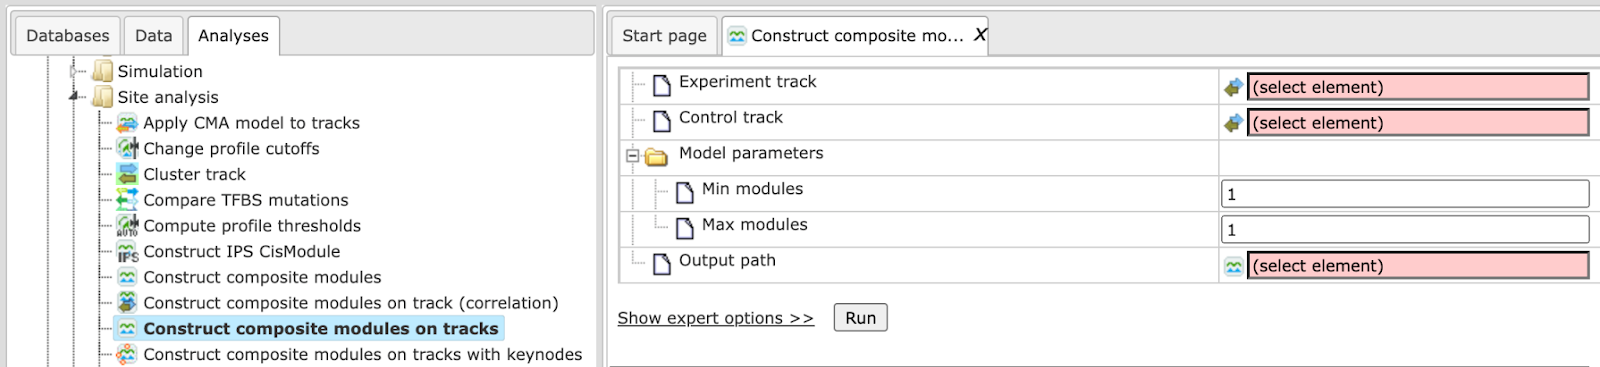 Databases
Data
Analyses
Simulation
Site analysis
Apply CMA model to tracks
Change profile cutoffs
Cluster track
Compare TFBS mutations
AUTO Compute profile thresholds
IPS Construct IPS CisModule
Construct composite modules
Construct composite modules on track (correlation)
Construct composite modules on tracks
Construct composite modules on tracks with keynodes
Start page
Construct composite mo... X
Experiment track (select element)
Control track (select element)
Model parameters
Min modules 1
Max modules 1
Output path (select element)
Show expert options >> Run